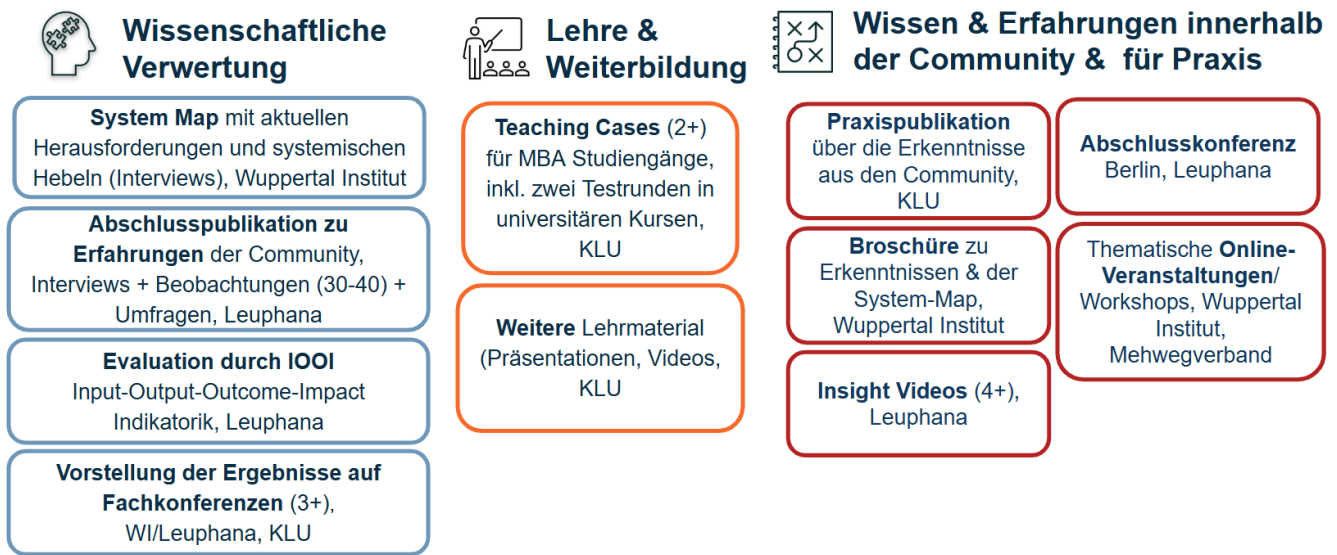 Wissenschaftliche
Verwertung
System Map mit aktuellen
Herausforderungen und systemischen
Hebeln (Interviews), Wuppertal Institut
Abschlusspublikation zu
Erfahrungen der Community,
Interviews + Beobachtungen (30-40) +
Umfragen, Leuphana
Evaluation durch IOOI
Input-Output-Outcome-Impact
Indikatorik, Leuphana
Vorstellung der Ergebnisse auf
Fachkonferenzen (3+),
WI/Leuphana, KLU
Lehre &
Weiterbildung
Teaching Cases (2+)
für MBA Studiengänge,
inkl. zwei Testrunden in
universitären Kursen,
KLU
Weitere Lehrmaterial
(Präsentationen, Videos,
KLU
Wissen & Erfahrungen innerhalb
der Community & für Praxis
Praxispublikation
über die Erkenntnisse
aus den Community,
KLU
Broschüre zu
Erkenntnissen & der
System-Map,
Wuppertal Institut
Insight Videos (4+),
Leuphana
Abschlusskonferenz
Berlin, Leuphana
Thematische Online-
Veranstaltungen/
Workshops, Wuppertal
Institut,
Mehwegverband